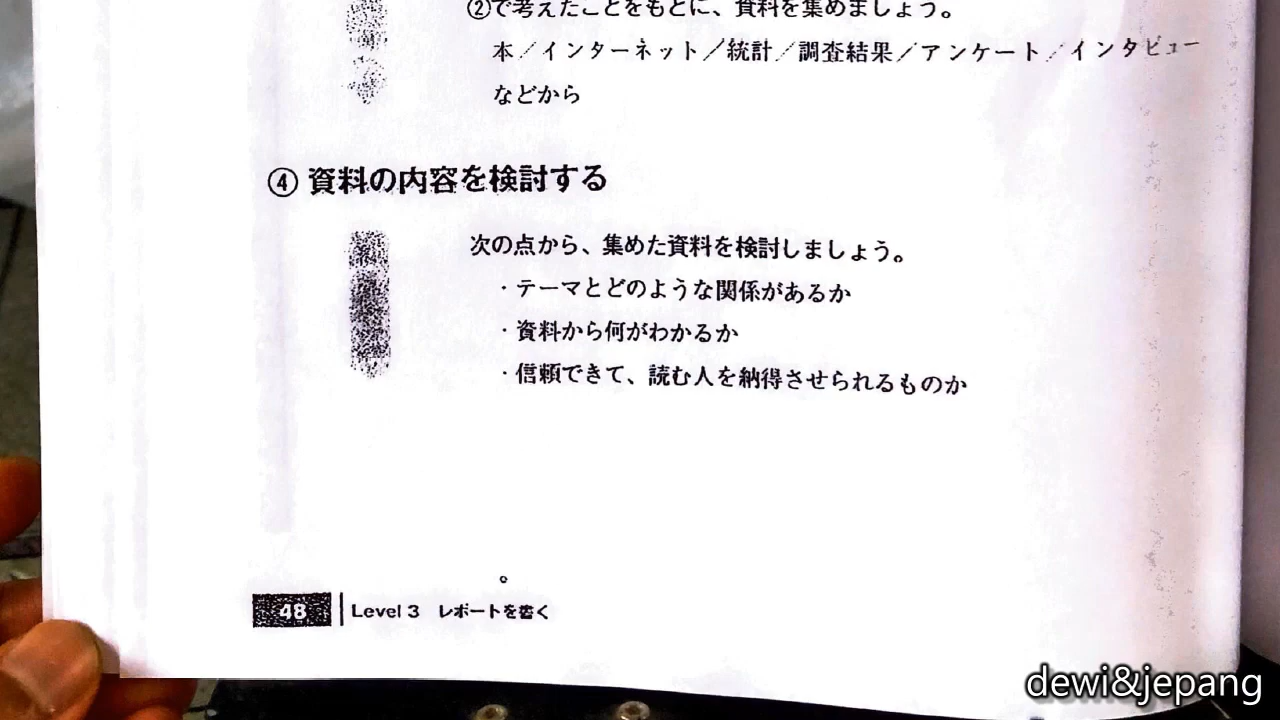 ②で考えたことをもとに、資料を集めましょう。
本／インターネット／統計／調査結果／アンケート／インタビュー
などから
④ 資料の内容を検討する
次の点から、集めた資料を検討しましょう。
・テーマとどのような関係があるか
・資料から何がわかるか
・信頼できて、読む人を納得させられるものか
。
48 Level 3 レポートを書く
dewi&jepang